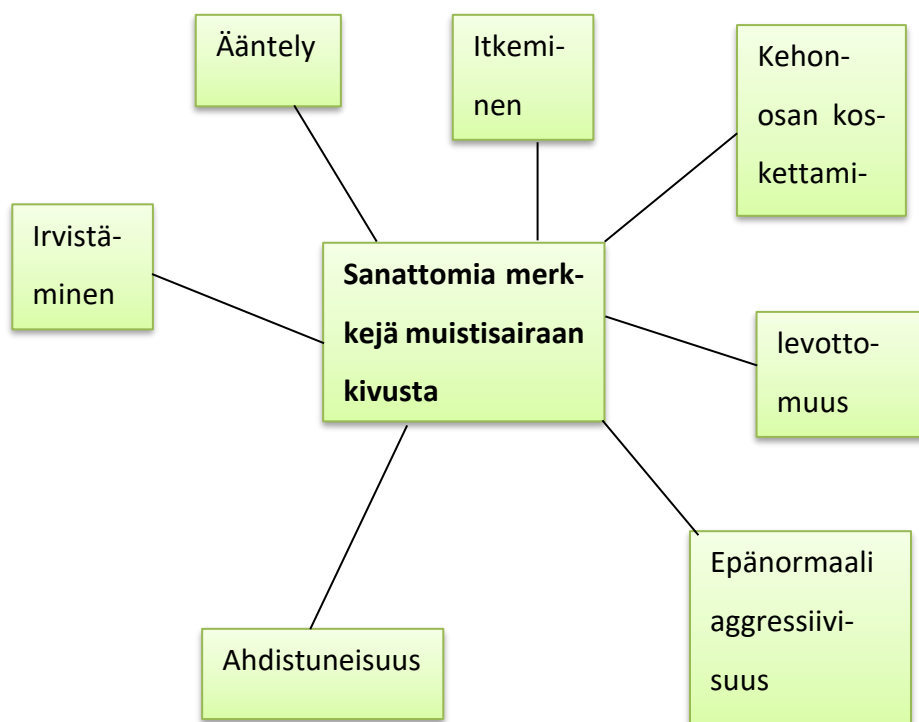 Ääntely
Itkemi-
nen
Kehon-
osan kos-
kettami-
Irvistä-
minen
Sanattomia merk-
kejä muistisairaan
kivusta
levotto-
muus
Ahdistuneisuus
Epänormaali
aggressiivi-
suus